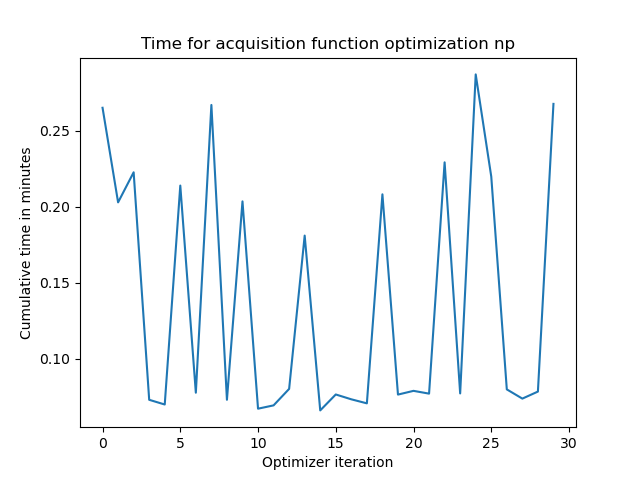 Time for acquisition function optimization np
Cumulative time in minutes
0.25
0.20
0.15
0.10
0 5 10 15 20 25 30
Optimizer iteration